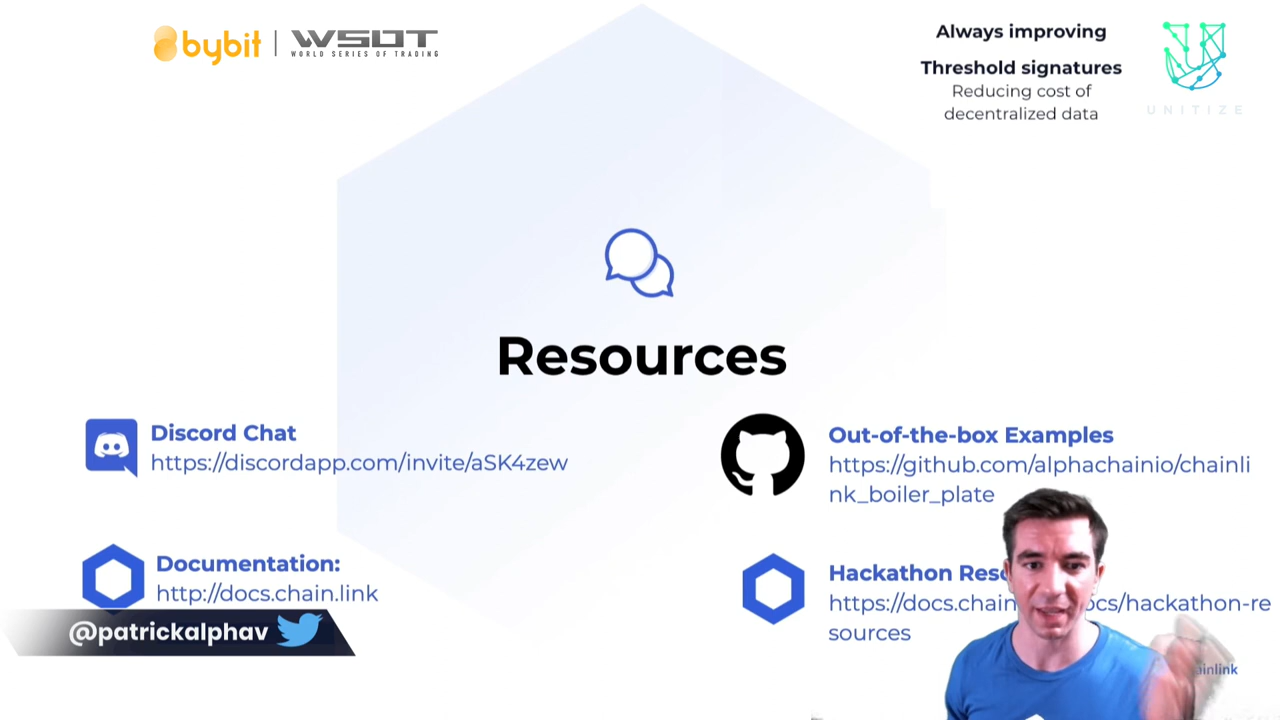 bybit
WSOT
WORLD SERIES OF TRADING
Always improving
Threshold signatures
Reducing cost of
decentralized data
UNITIZE
Resources
Discord Chat
https://discordapp.com/invite/aSK4zew
Out-of-the-box Examples
https://github.com/alphachainio/chainli
nk_boiler_plate
Documentation:
http://docs.chain.link
Hackathon
https://docs.chain ocs/hackathon-re
sources
@patrickalphav
ainlink